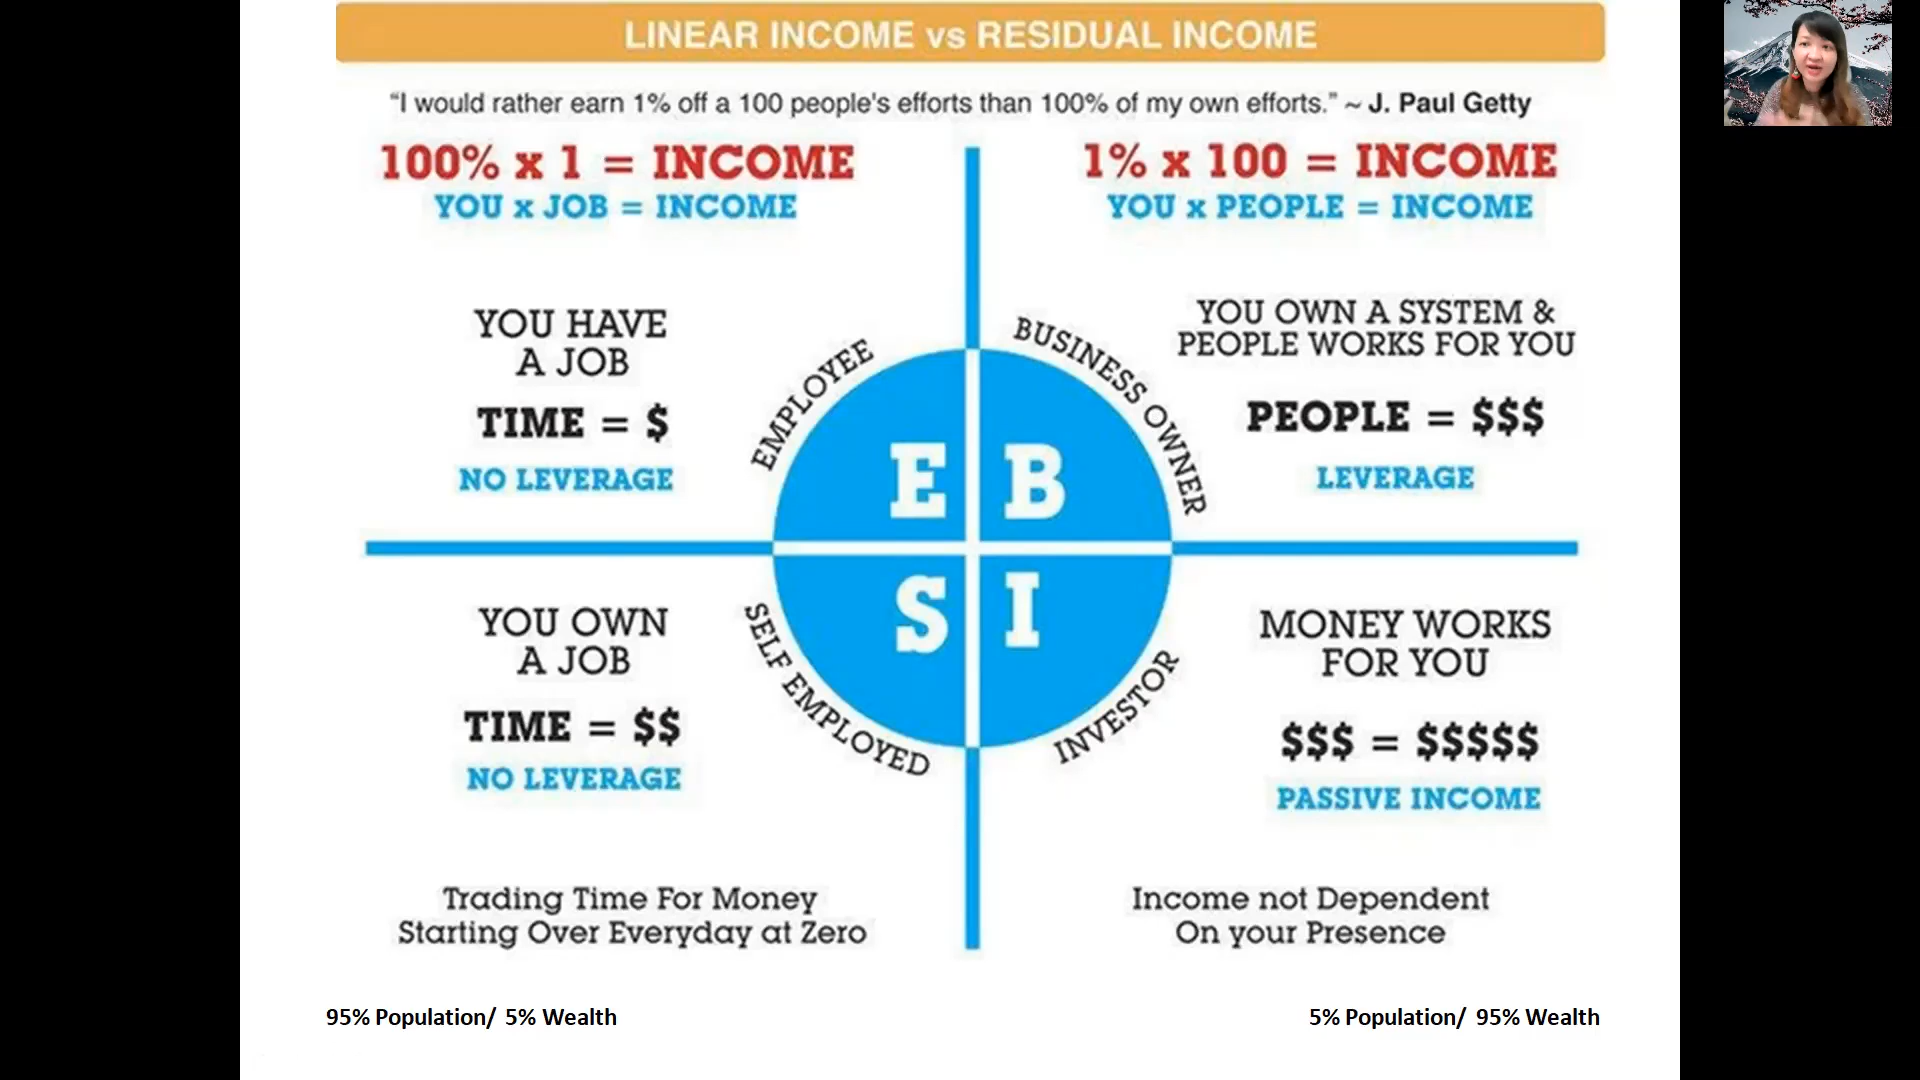 LINEAR INCOME vs RESIDUAL INCOME
“I would rather earn 1% off a 100 people's efforts than 100% of my own efforts.” ~ J. Paul Getty
100% x 1 = INCOME
YOU x JOB = INCOME
1% x 100 = INCOME
YOU x PEOPLE = INCOME
YOU HAVE
A JOB
TIME = $
NO LEVERAGE
EMPLOYEE
BUSINESS OWNER
YOU OWN A SYSTEM &
PEOPLE WORKS FOR YOU
PEOPLE = $$$
LEVERAGE
E B
S I
YOU OWN
A JOB
TIME = $$
NO LEVERAGE
SELF EMPLOYED
INVESTOR
MONEY WORKS
FOR YOU
$$$ = $$$$$
PASSIVE INCOME
Trading Time For Money
Starting Over Everyday at Zero
Income not Dependent
On your Presence
95% Population/ 5% Wealth
5% Population/ 95% Wealth